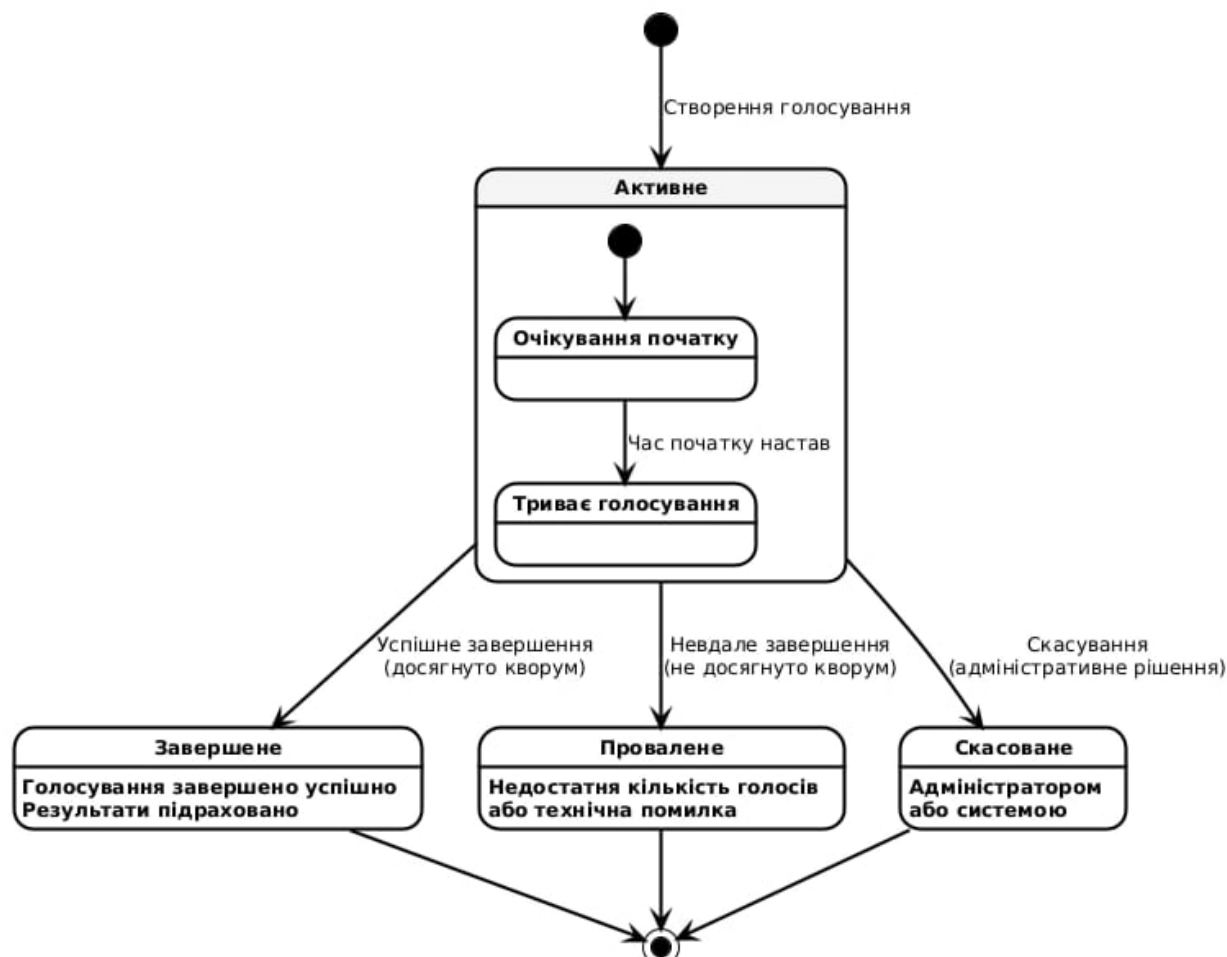 Створення голосування
Активне
Очікування початку
Час початку настав
Триває голосування
Успішне завершення
(досягнуто кворум)
Невдале завершення
(не досягнуто кворум)
Скасування
(адміністративне рішення)
Завершене
Голосування завершено успішно
Результати підраховано
Провалене
Недостатня кількість голосів
або технічна помилка
Скасоване
Адміністратором
або системою